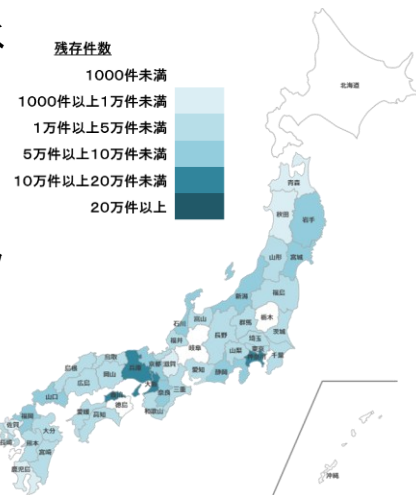 残存件数
1000件未満
1000件以上1万件未満
1万件以上5万件未満
5万件以上10万件未満
10万件以上20万件未満
20万件以上
北海道
青森
秋田
岩手
山形
宮城
新潟
福島
石川
富山
群馬
栃木
福井
長野
茨城
岐阜
埼玉
山梨
東京
千葉
鳥取
京都
滋賀
愛知
静岡
島根
岡山
兵庫
大阪
奈良
三重
広島
和歌山
山口
徳島
愛媛
高知
福岡
佐賀
大分
長崎
熊本
宮崎
鹿児島
沖縄